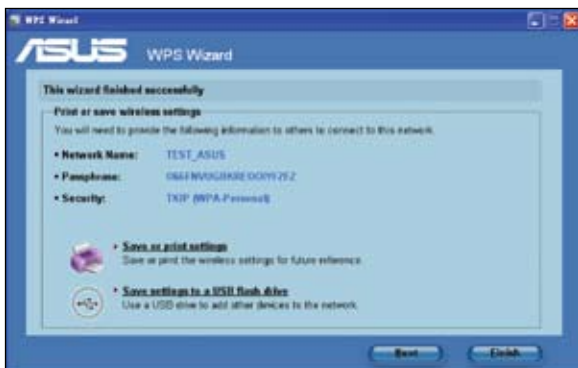 WPS Wizard
ASUS WPS Wizard
This wizard finished successfully
Print or save wireless settings
You will need to provide the following information to others to connect to this network.
• Network Name: TEST_ASUS
• Passphrase:
• Security: TKIP (WPA-Personal)
• Save or print settings
Save or print the wireless settings for future reference.
• Save settings to a USB flash drive
Use a USB drive to add other devices to the network.
Next Finish